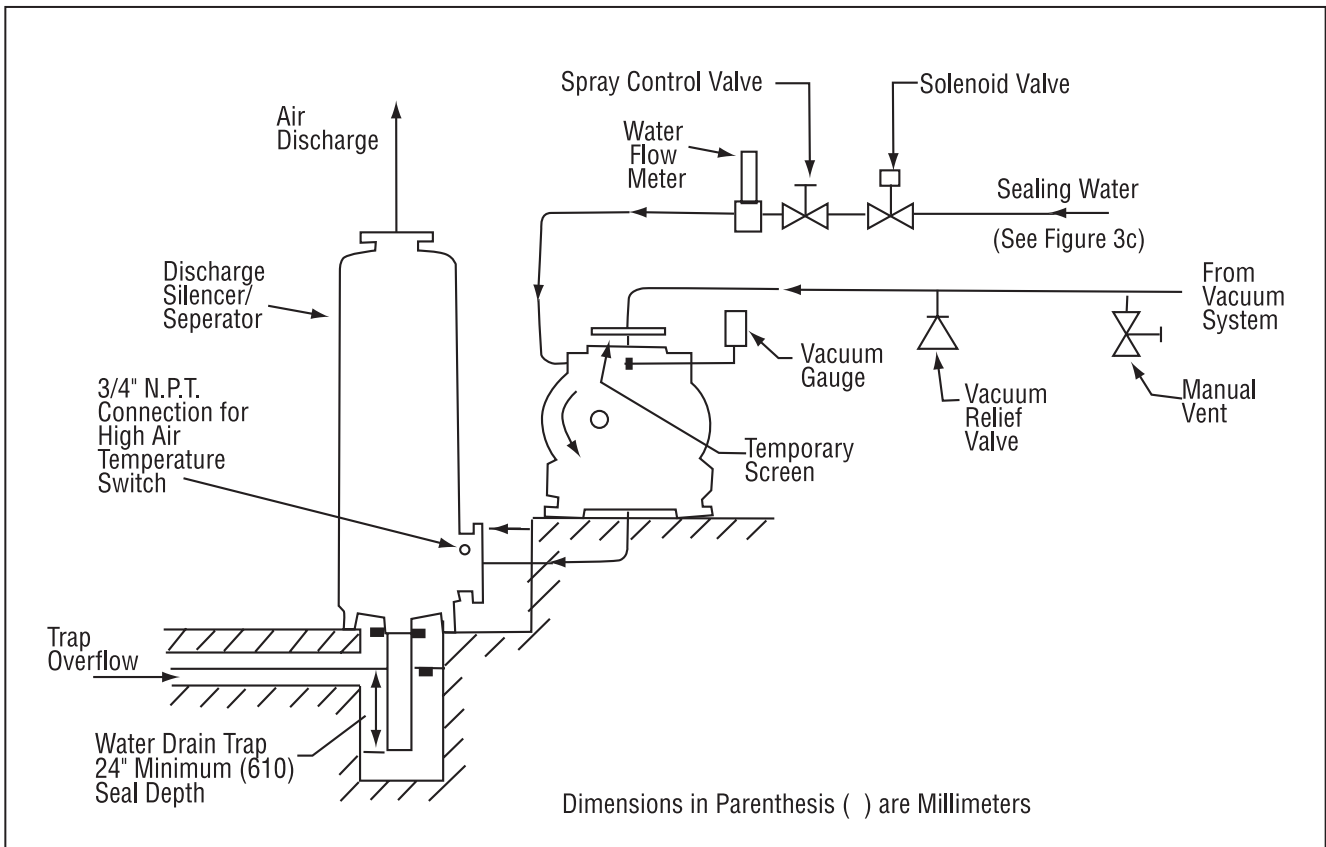 Spray Control Valve
Solenoid Valve
Air
Discharge
Water
Flow
Meter
Sealing Water
(See Figure 3c)
Discharge
Silencer/
Seperator
From
Vacuum
System
Vacuum
Gauge
Vacuum
Relief
Valve
Manual
Vent
3/4" N.P.T.
Connection for
High Air
Temperature
Switch
Temporary
Screen
Trap
Overflow
Water Drain Trap
24" Minimum (610)
Seal Depth
Dimensions in Parenthesis ( ) are Millimeters